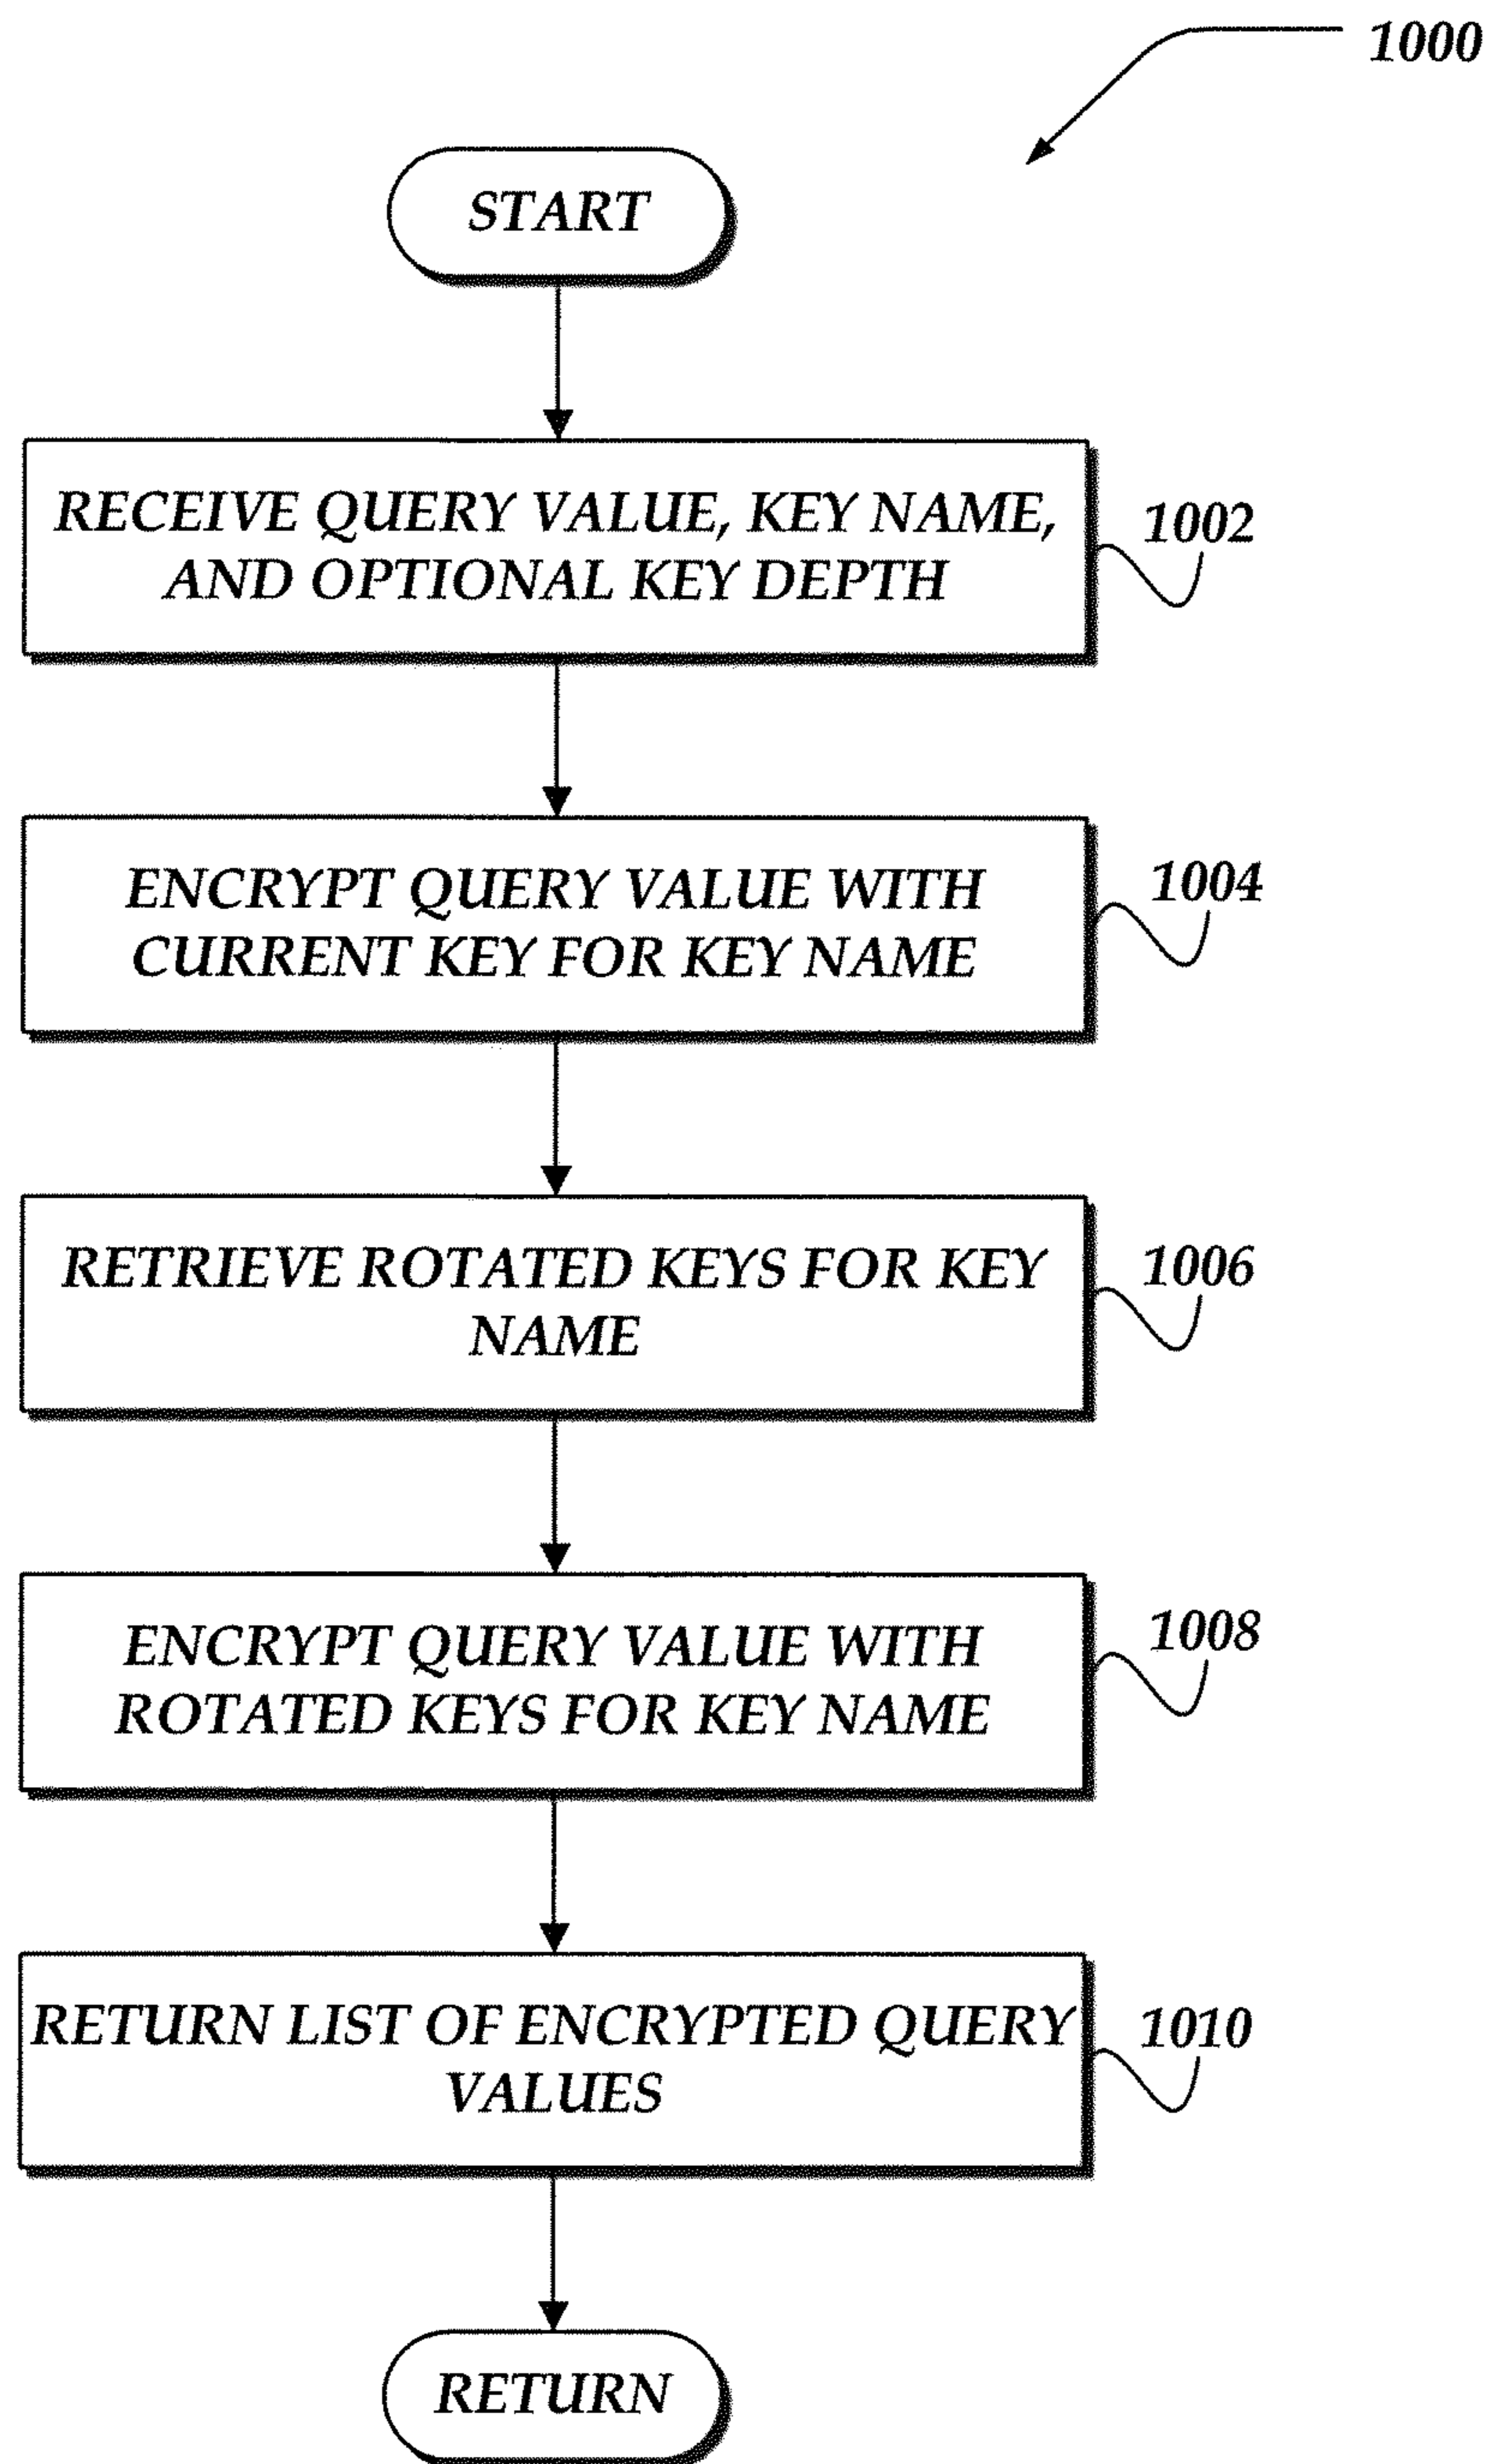 1000
START
RECEIVE QUERY VALUE, KEY NAME,
AND OPTIONAL KEY DEPTH
1002
ENCRYPT QUERY VALUE WITH
CURRENT KEY FOR KEY NAME
1004
RETRIEVE ROTATED KEYS FOR KEY
NAME
1006
ENCRYPT QUERY VALUE WITH
ROTATED KEYS FOR KEY NAME
1008
RETURN LIST OF ENCRYPTED QUERY
VALUES
1010
RETURN